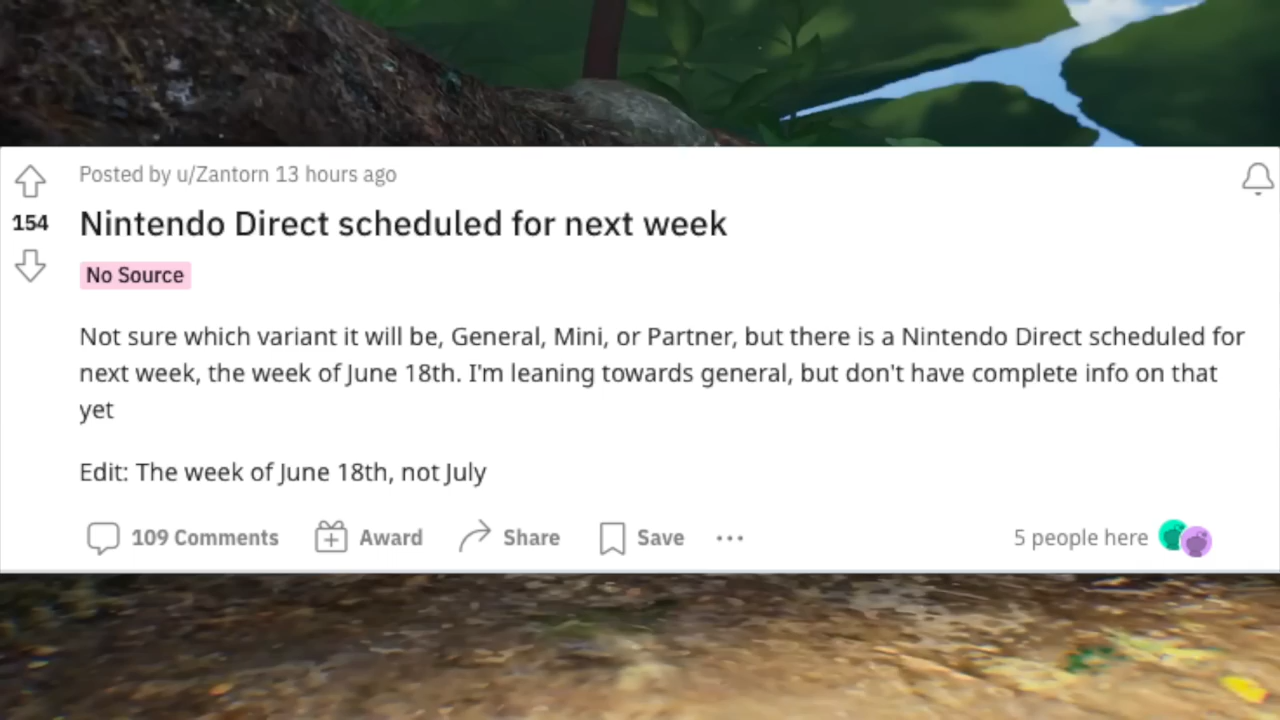 Posted by u/Zantorn 13 hours ago
154
Nintendo Direct scheduled for next week
No Source
Not sure which variant it will be, General, Mini, or Partner, but there is a Nintendo Direct scheduled for
next week, the week of June 18th. I'm leaning towards general, but don't have complete info on that
yet
Edit: The week of June 18th, not July
109 Comments Award Share Save ... 5 people here